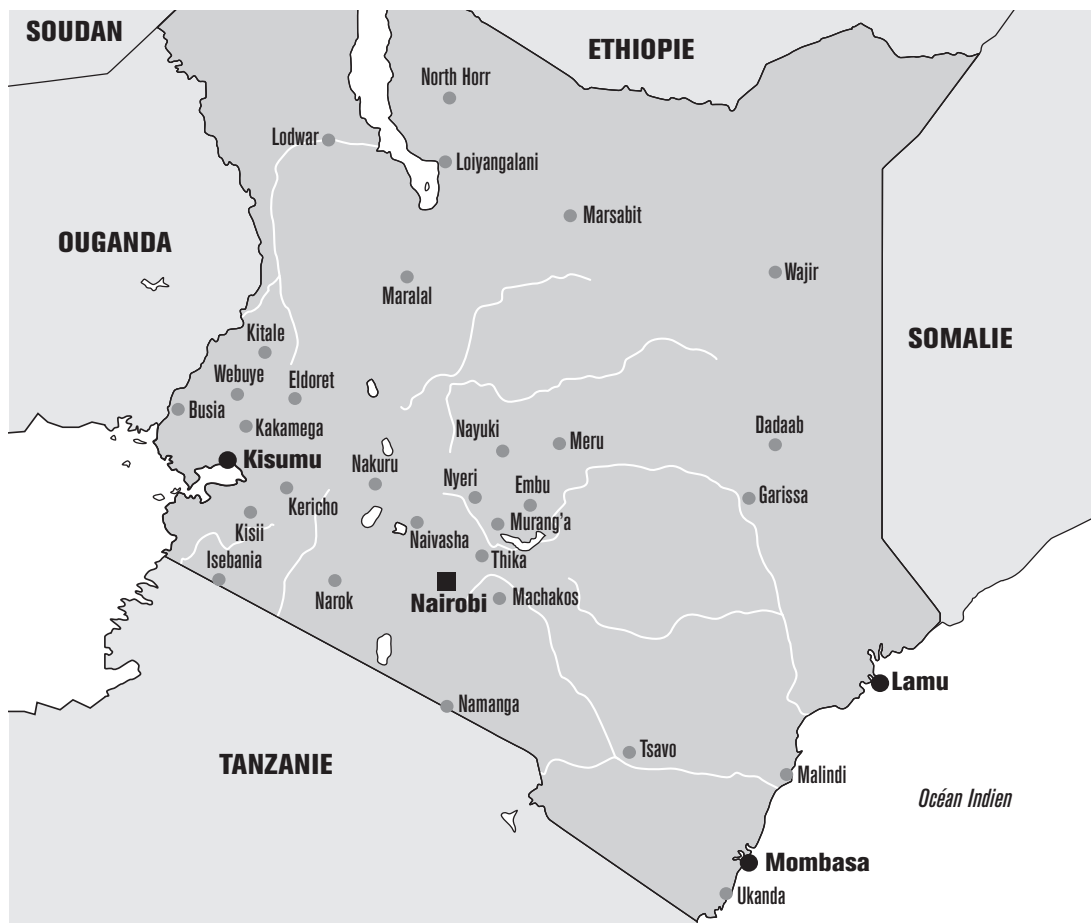 SOUDAN
ETHIOPIE
North Horr
Lodwar
Loiyangalani
Marsabit
OUGANDA
Wajir
Maralal
SOMALIE
Kitale
Webuye
Eldoret
Busia
Kakamega
Nayuki
Meru
Dadaab
Kisumu
Nakuru
Nyeri
Embu
Kericho
Garissa
Kisii
Murang'a
Naivasha
Isebania
Thika
Narok
Nairobi
Machakos
Lamu
Namanga
Tsavo
TANZANIE
Malindi
Océan Indien
Mombasa
Ukanda